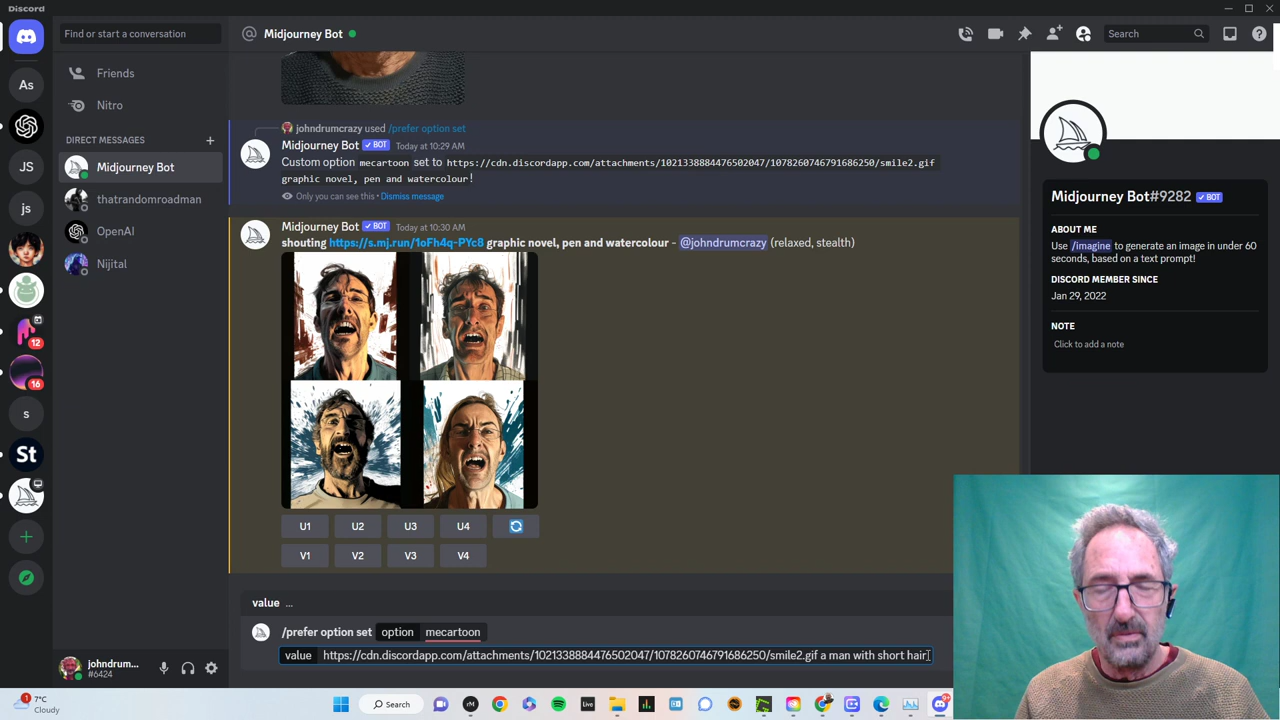 Discord
Find or start a conversation
Midjourney Bot
Search
Friends
Nitro
DIRECT MESSAGES
Midjourney Bot
thatrandomroadman
OpenAI
Nijital
As
JS
js
12
16
s
St
johndrumcrazy used /prefer option set
Midjourney Bot ✓ BOT Today at 10:29 AM
Custom option mecartoon set to https://cdn.discordapp.com/attachments/1021338884476502047/1078260746791686250/smile2.gif
graphic novel, pen and watercolour!
Only you can see this • Dismiss message
Midjourney Bot ✓ BOT Today at 10:30 AM
shouting https://s.mj.run/1oFh4q-PYc8 graphic novel, pen and watercolour - @johndrumcrazy (relaxed, stealth)
U1 U2 U3 U4
V1 V2 V3 V4
value ...
/prefer option set option mecartoon
value https://cdn.discordapp.com/attachments/1021338884476502047/1078260746791686250/smile2.gif a man with short hair
Midjourney Bot#9282 ✓ BOT
ABOUT ME
Use /imagine to generate an image in under 60
seconds, based on a text prompt!
DISCORD MEMBER SINCE
Jan 29, 2022
NOTE
Click to add a note
johndrum...
#6424
1
7°C
Cloudy
Search
rM
Live
9+